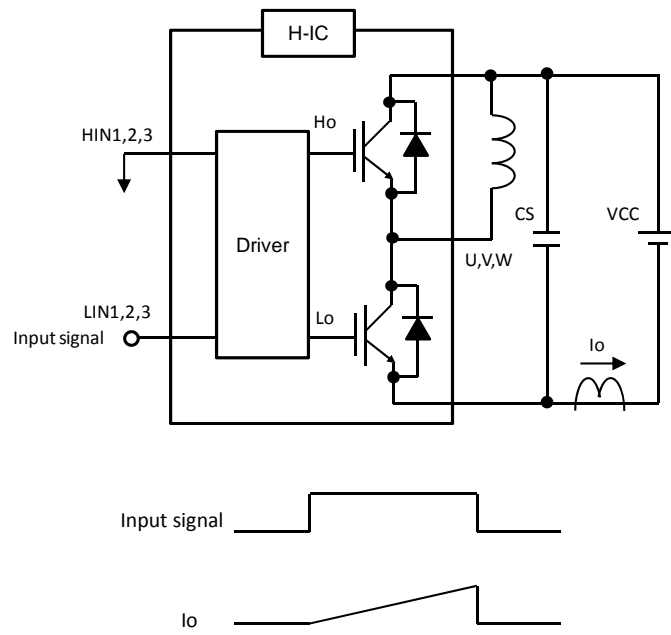 H-IC
Ho
HIN1,2,3
CS
VCC
Driver
U,V,W
LIN1,2,3
Lo
Input signal
Io
Input signal
Io